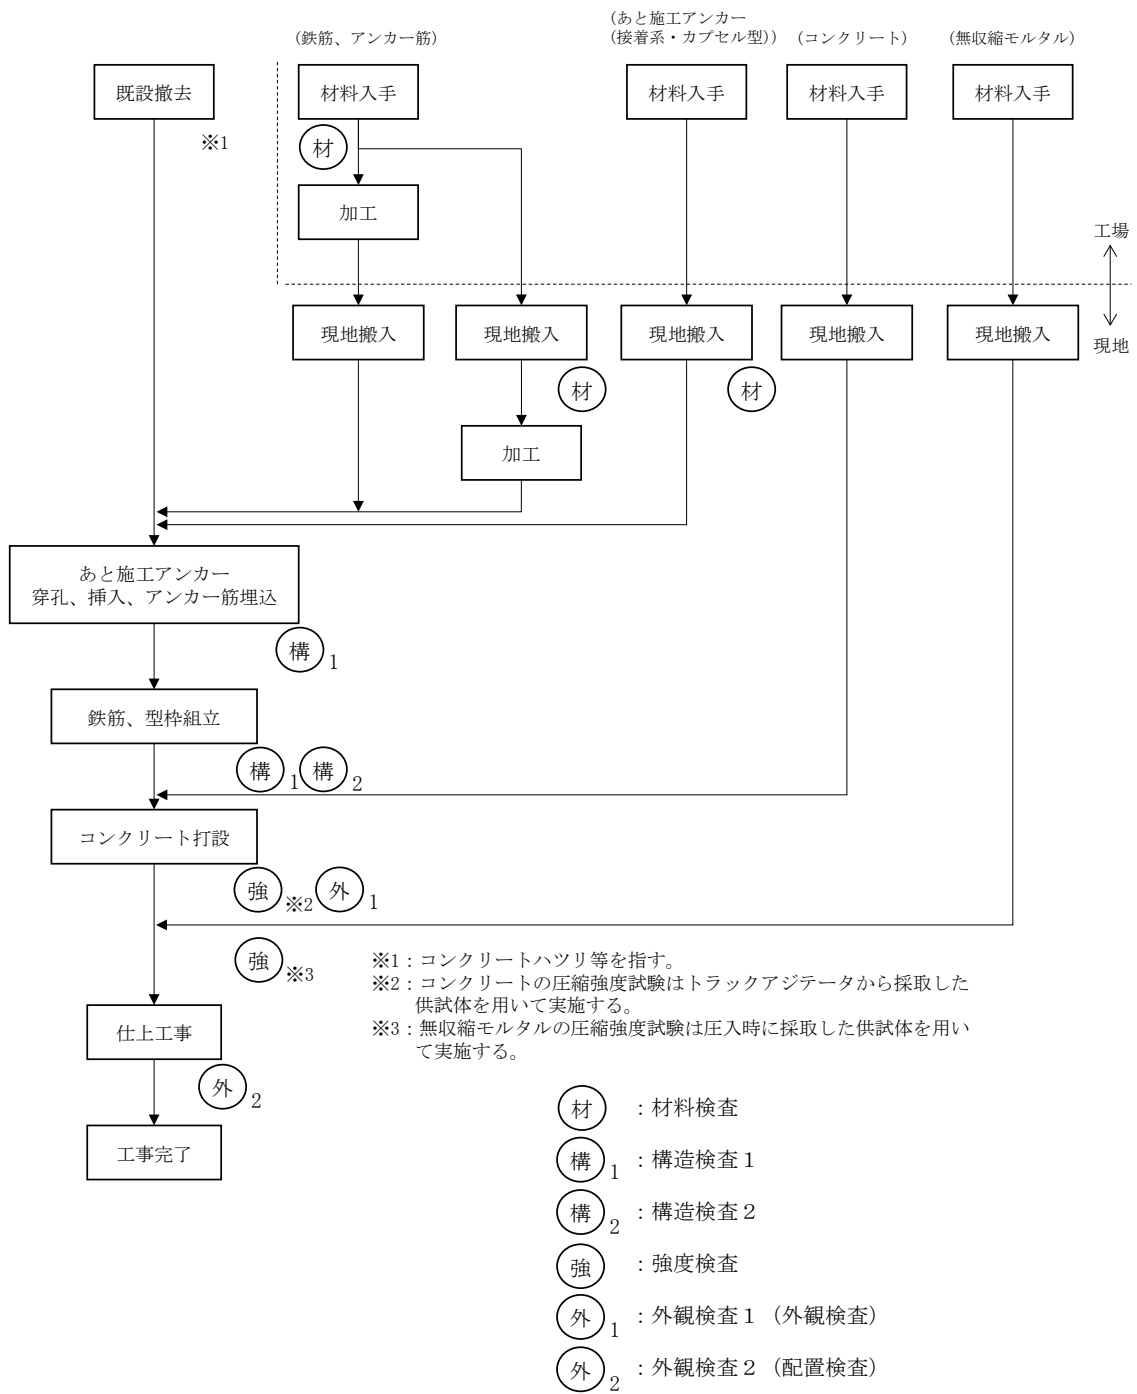 (あと施工アンカー
(鉄筋、アンカー筋)
(接着系・カプセル型))
(コンクリート)
(無収縮モルタル)
既設撤去
材料入手
材料入手
材料入手
材料入手
※1
材
加工
工場
現地搬入
現地搬入
現地搬入
現地搬入
現地搬入
現地
材
材
加工
あと施工アンカー
穿孔、挿入、アンカー筋埋込
構1
鉄筋、型枠組立
構1
構2
コンクリート打設
強※2
外1
強※3
※1：コンクリートハツリ等を指す。
※2：コンクリートの圧縮強度試験はトラックアジテータから採取した
供試体を用いて実施する。
※3：無収縮モルタルの圧縮強度試験は圧入時に採取した供試体を用い
て実施する。
仕上工事
外2
工事完了
材 ：材料検査
構1 ：構造検査１
構2 ：構造検査２
強 ：強度検査
外1 ：外観検査１（外観検査）
外2 ：外観検査２（配置検査）